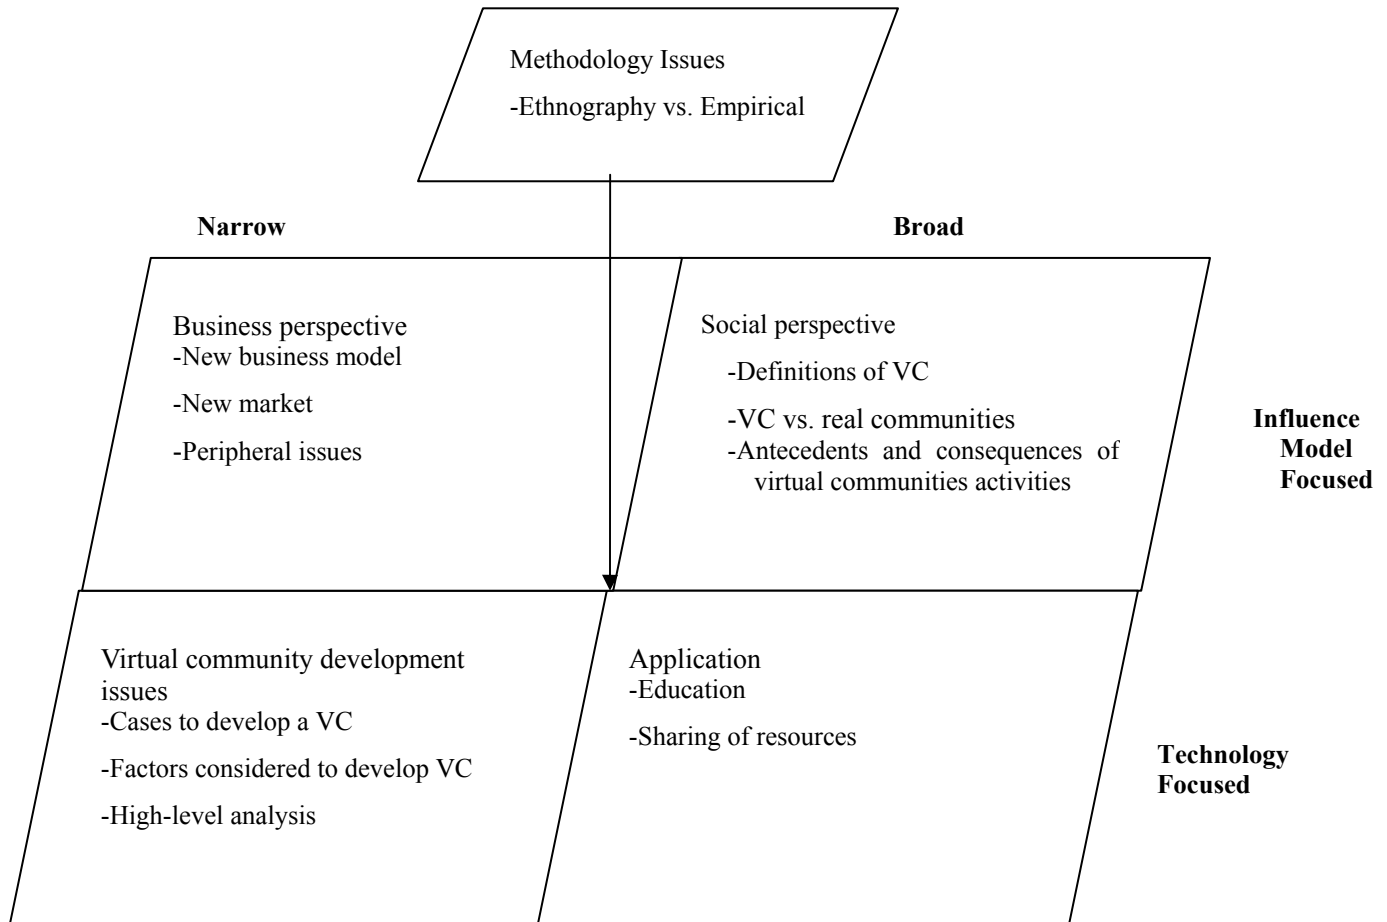 Methodology Issues
-Ethnography vs. Empirical
Narrow
Broad
Business perspective
-New business model
-New market
-Peripheral issues
Social perspective
-Definitions of VC
-VC vs. real communities
-Antecedents and consequences of
virtual communities activities
Influence
Model
Focused
Virtual community development
issues
-Cases to develop a VC
-Factors considered to develop VC
-High-level analysis
Application
-Education
-Sharing of resources
Technology
Focused